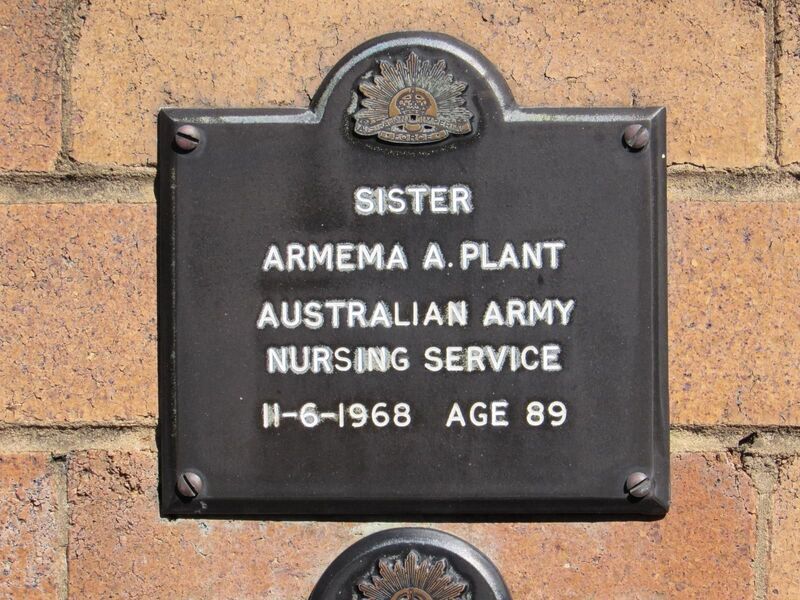 SISTER
ARMEMA A. PLANT
AUSTRALIAN ARMY
NURSING SERVICE
11-6-1968 AGE 89